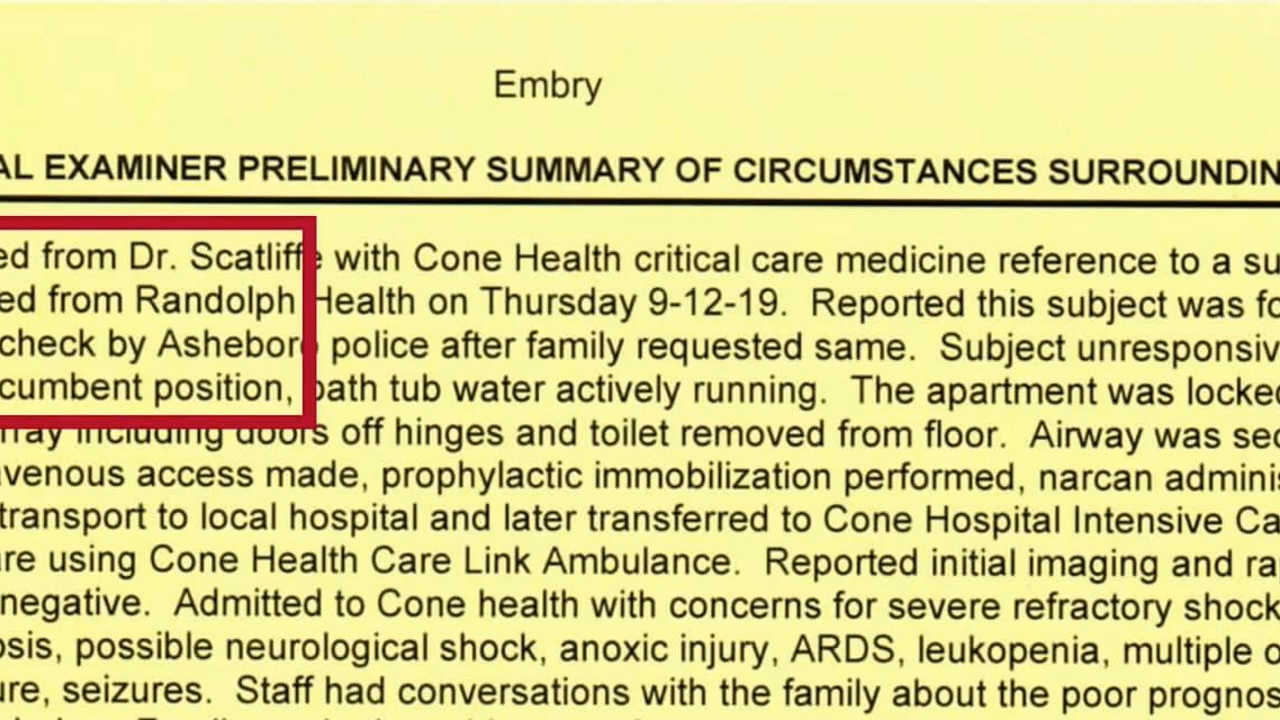 Embry
AL EXAMINER PRELIMINARY SUMMARY OF CIRCUMSTANCES SURROUNDIN
ed from Dr. Scatliffe with Cone Health critical care medicine reference to a su
ed from Randolph Health on Thursday 9-12-19. Reported this subject was fo
check by Asheboro police after family requested same. Subject unresponsiv
cumbent position, bath tub water actively running. The apartment was locked
rray including doors off hinges and toilet removed from floor. Airway was sec
avenous access made, prophylactic immobilization performed, narcan adminis
transport to local hospital and later transferred to Cone Hospital Intensive Ca
are using Cone Health Care Link Ambulance. Reported initial imaging and ra
negative. Admitted to Cone health with concerns for severe refractory shock
osis, possible neurological shock, anoxic injury, ARDS, leukopenia, multiple o
ure, seizures. Staff had conversations with the family about the poor prognos